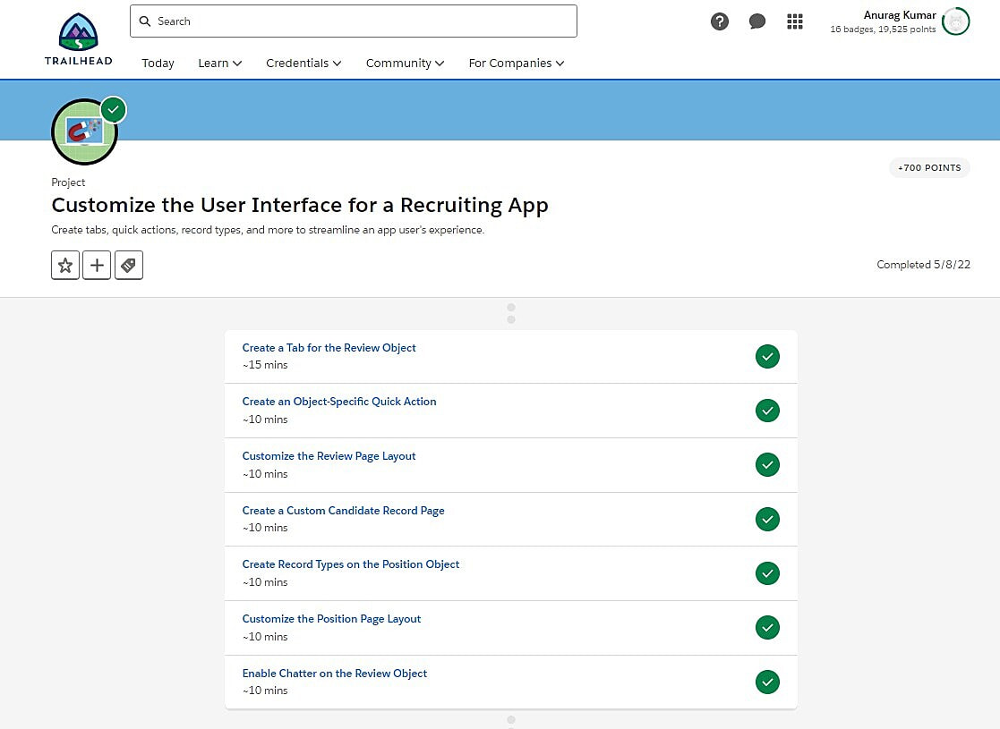 Search
Anurag Kumar
16 badges, 19,525 points
TRAILHEAD
Today Learn Credentials Community For Companies
+700 POINTS
Project
Customize the User Interface for a Recruiting App
Create tabs, quick actions, record types, and more to streamline an app user's experience.
Completed 5/8/22
Create a Tab for the Review Object
~15 mins
Create an Object-Specific Quick Action
~10 mins
Customize the Review Page Layout
~10 mins
Create a Custom Candidate Record Page
~10 mins
Create Record Types on the Position Object
~10 mins
Customize the Position Page Layout
~10 mins
Enable Chatter on the Review Object
~10 mins